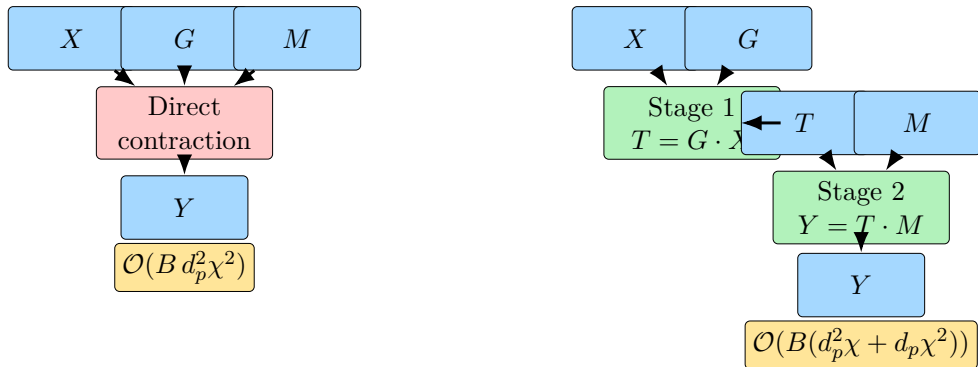 X G M
Direct
contraction
Y
𝒪(B d_p^2 χ^2)
X G
Stage 1
T = G · X
T M
Stage 2
Y = T · M
Y
𝒪(B(d_p^2 χ + d_p χ^2))